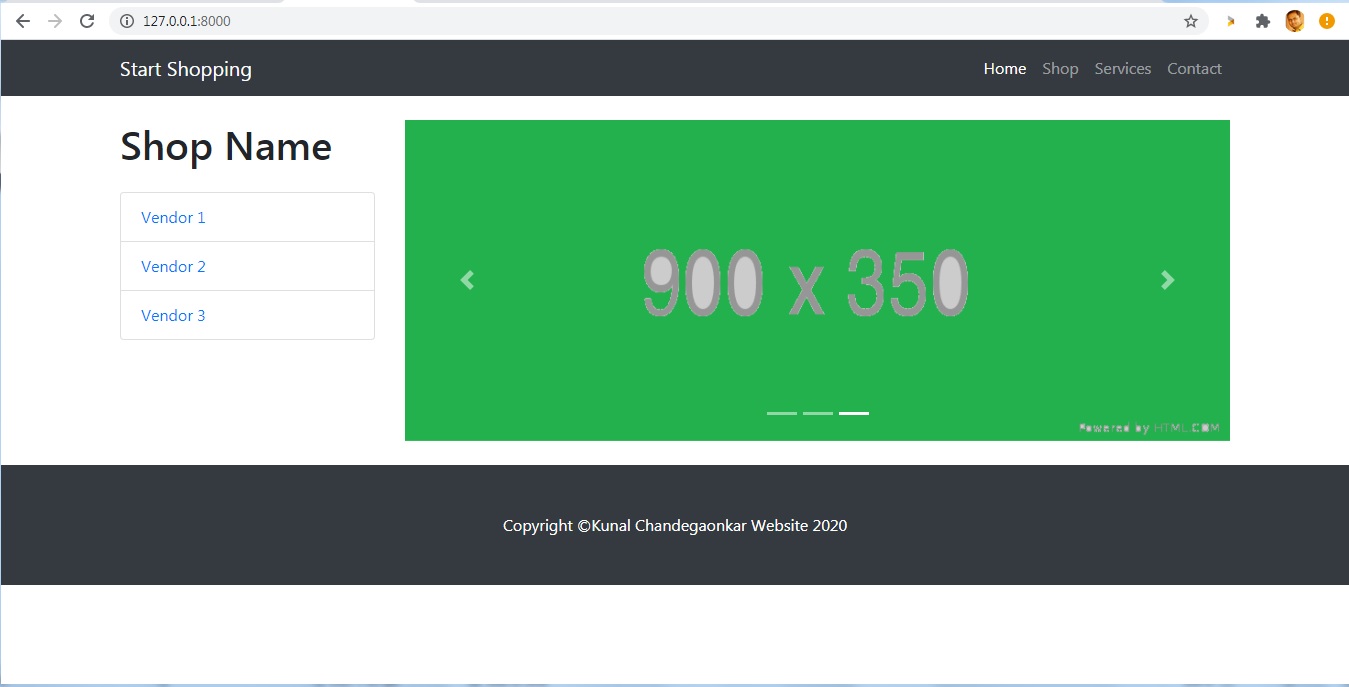 127.0.0.1:8000
Start Shopping
Home Shop Services Contact
Shop Name
Vendor 1
Vendor 2
Vendor 3
900 x 350
Powered by HTML.COM
Copyright ©Kunal Chandegaonkar Website 2020